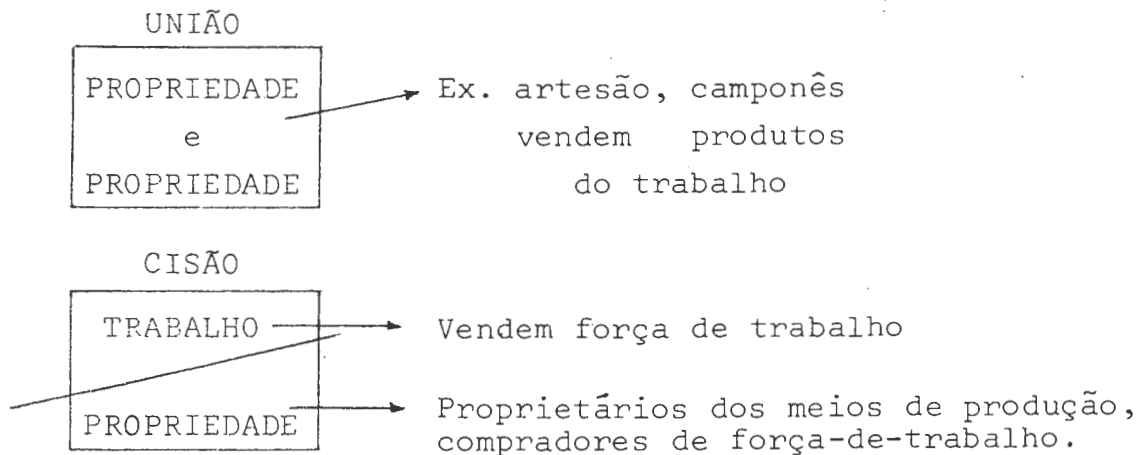 UNIÃO
PROPRIEDADE
e
PROPRIEDADE
Ex. artesão, camponês
vendem produtos
do trabalho
CISÃO
TRABALHO
Vendem força de trabalho
PROPRIEDADE
Proprietários dos meios de produção,
compradores de força-de-trabalho.